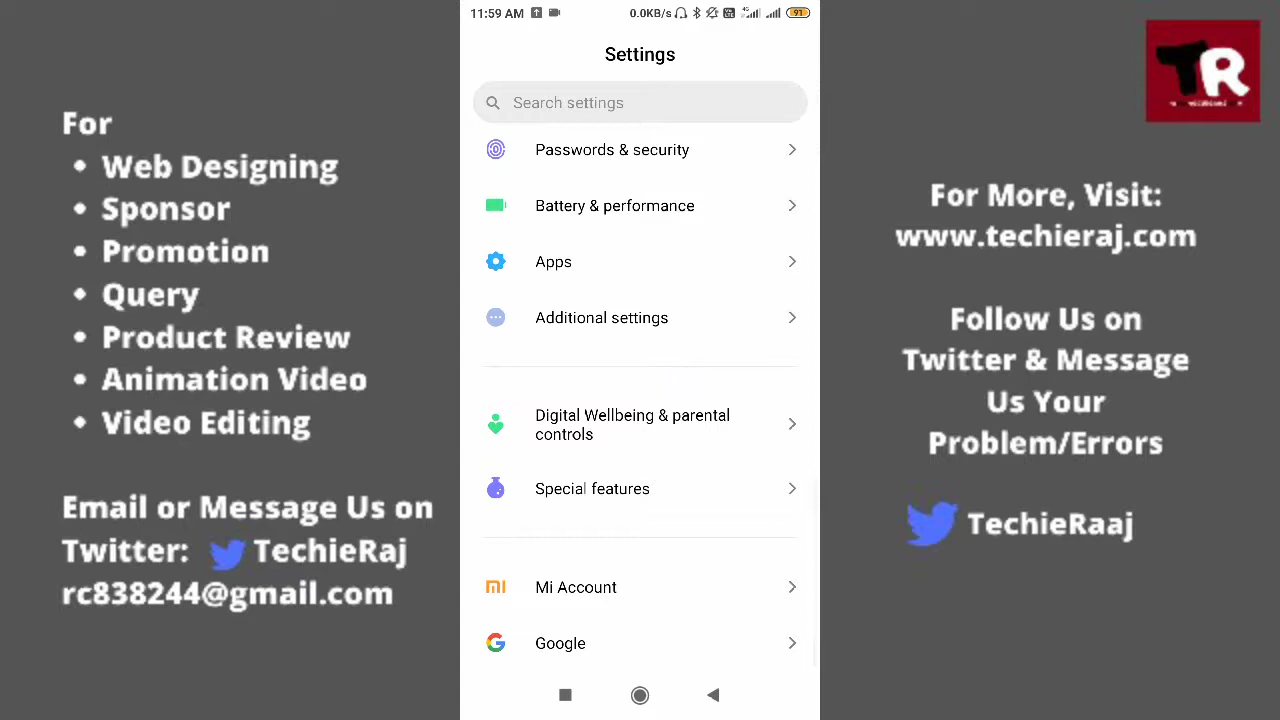 For
Web Designing
Sponsor
Promotion
Query
Product Review
Animation Video
Video Editing
Email or Message Us on
Twitter: TechieRaj
rc838244@gmail.com
11:59 AM 0.0KB/s 4G 91
Settings
Search settings
Passwords & security
Battery & performance
Apps
Additional settings
Digital Wellbeing & parental
controls
Special features
Mi Account
Google
TR
For More, Visit:
www.techieraj.com
Follow Us on
Twitter & Message
Us Your
Problem/Errors
TechieRaaj